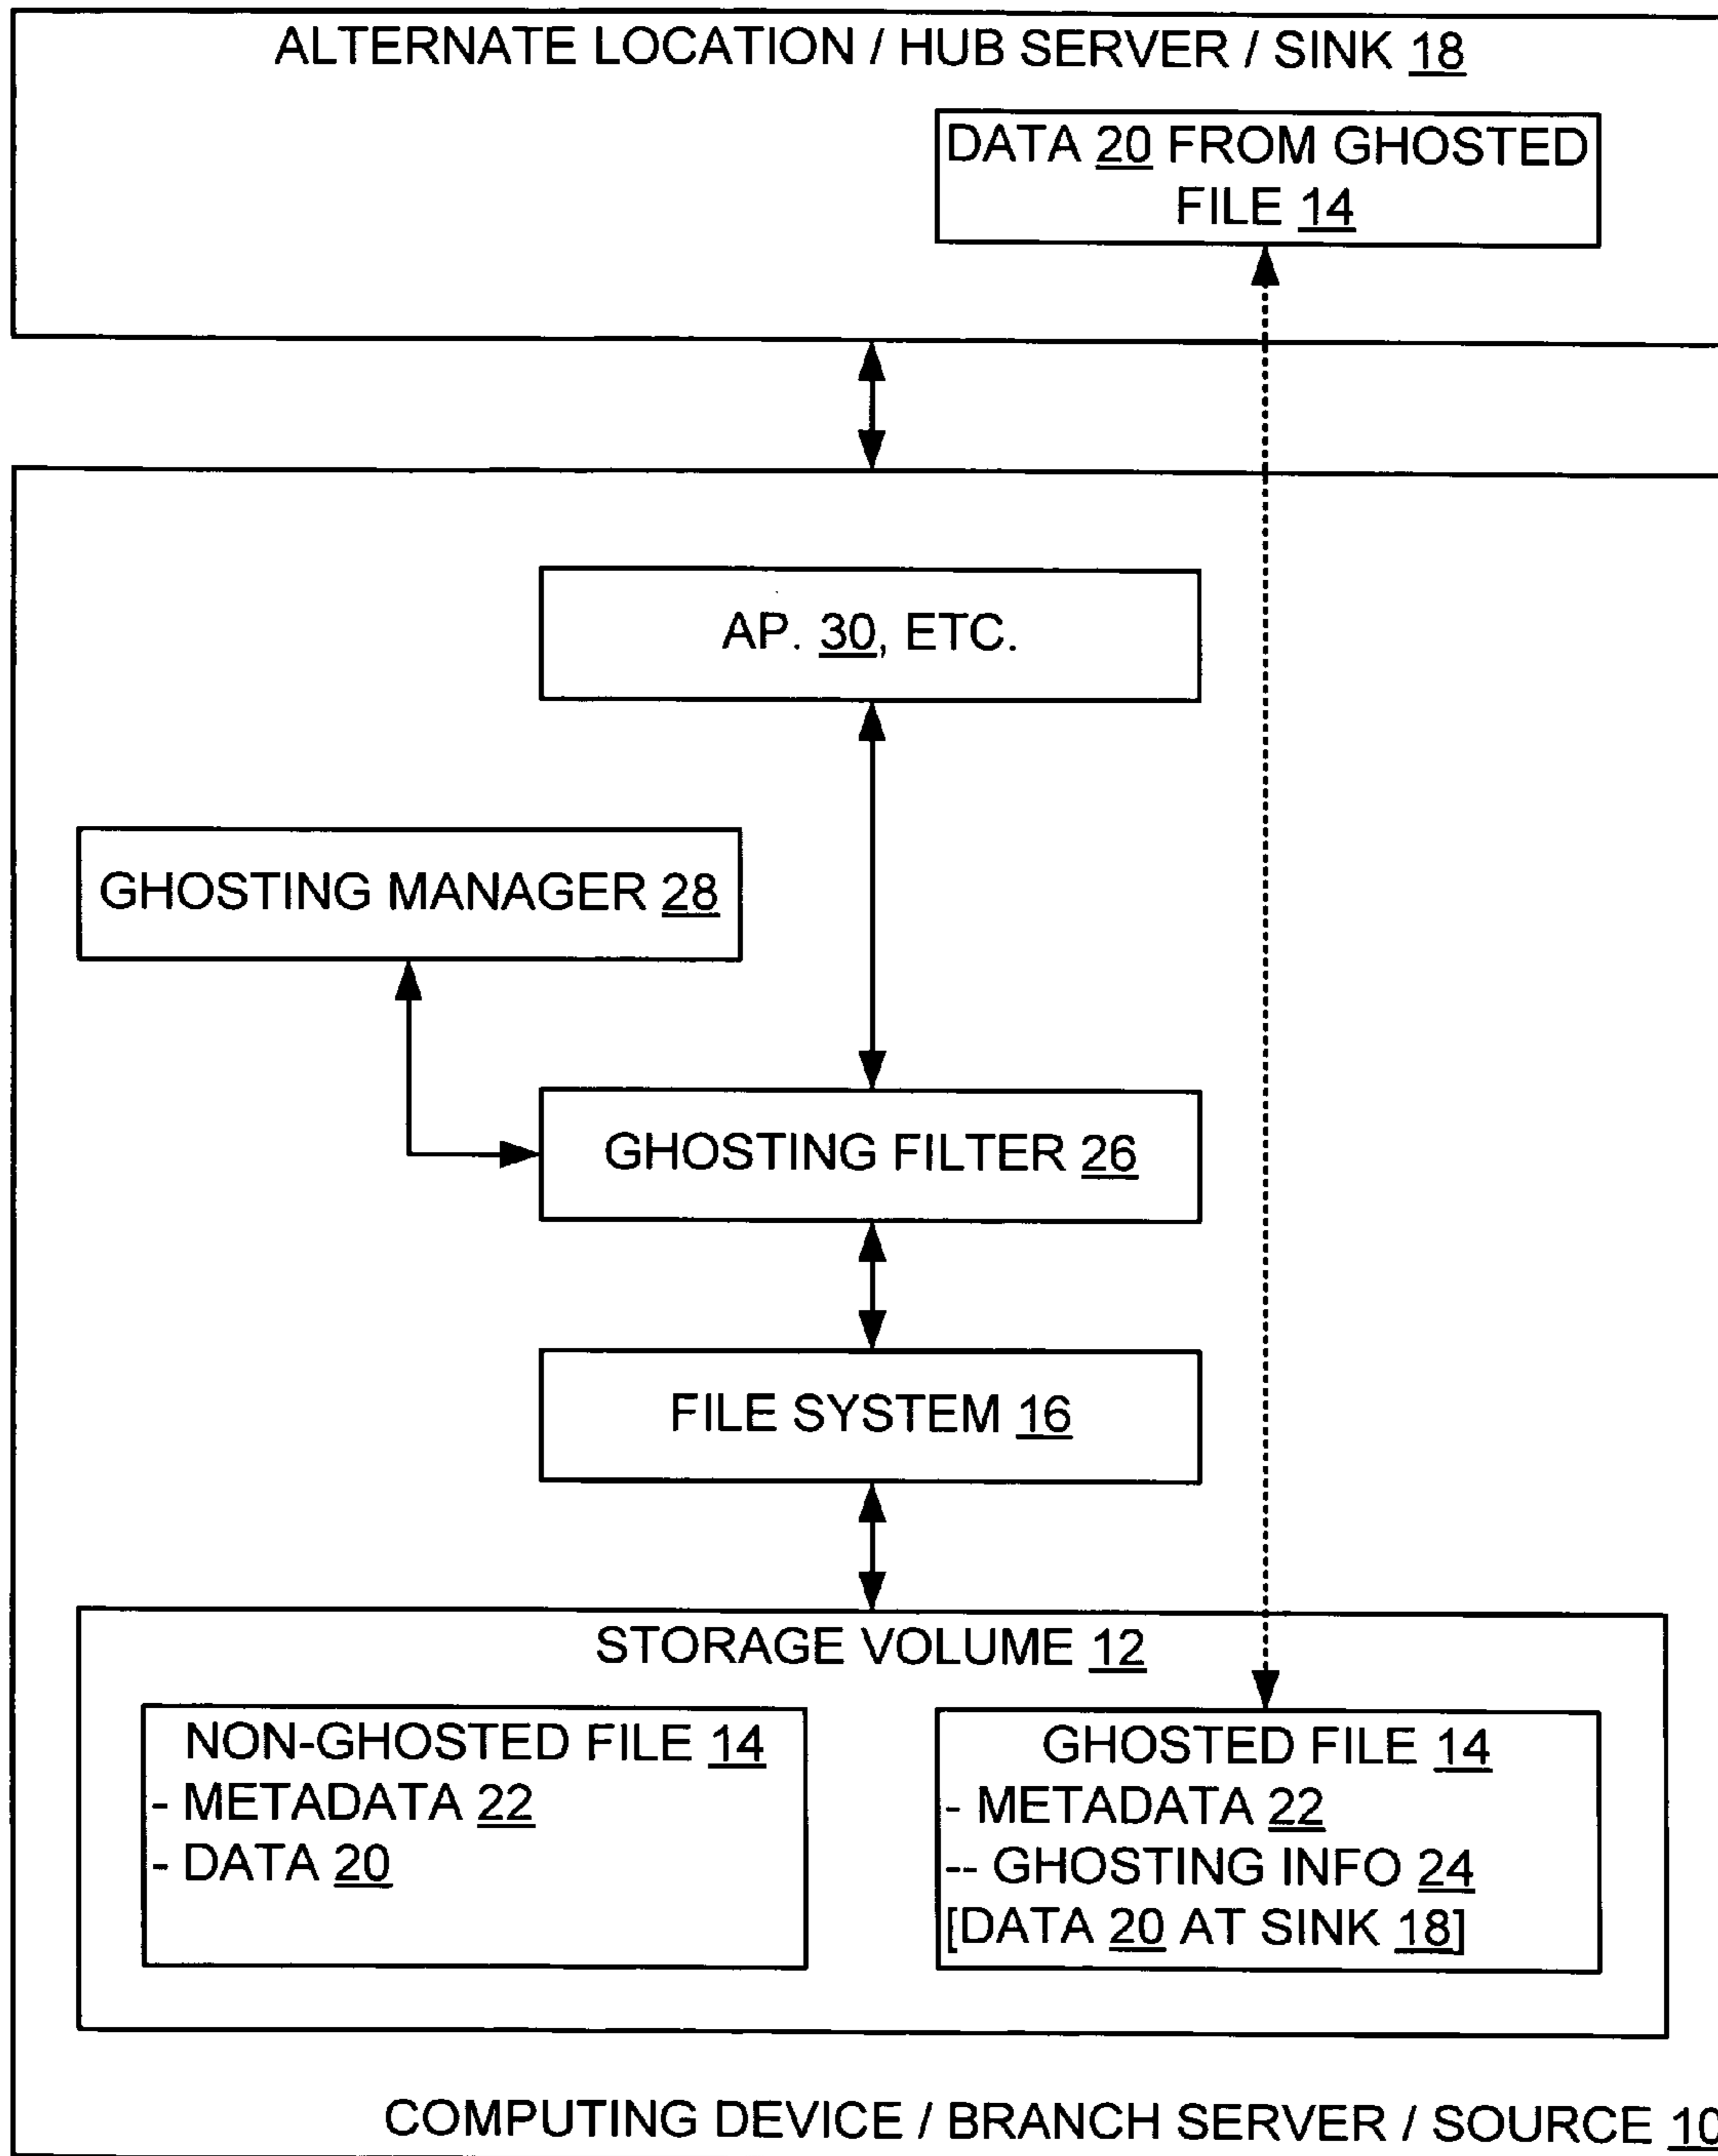 ALTERNATE LOCATION / HUB SERVER / SINK 18
DATA 20 FROM GHOSTED
FILE 14
AP. 30, ETC.
GHOSTING MANAGER 28
GHOSTING FILTER 26
FILE SYSTEM 16
STORAGE VOLUME 12
NON-GHOSTED FILE 14
- METADATA 22
- DATA 20
GHOSTED FILE 14
- METADATA 22
-- GHOSTING INFO 24
[DATA 20 AT SINK 18]
COMPUTING DEVICE / BRANCH SERVER / SOURCE 10